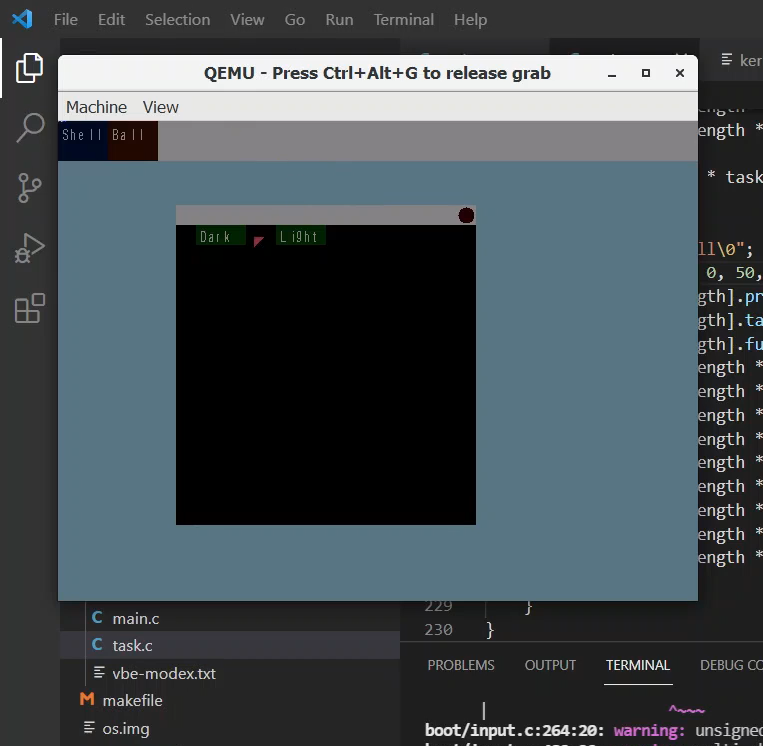 File Edit Selection View Go Run Terminal Help
QEMU - Press Ctrl+Alt+G to release grab
Machine View
Shell Ball
Dark Light
ker
ength
ength *
* task
ll\0";
0, 50,
gth].pr
gth].ta
gth].fu
ength *
ength *
ength *
ength *
ength *
ength *
ength *
ength *
ength *
229 }
230 }
main.c
task.c
vbe-modex.txt
makefile
os.img
PROBLEMS OUTPUT TERMINAL DEBUG CO
| ^~~~
boot/input.c:264:20: warning: unsigned